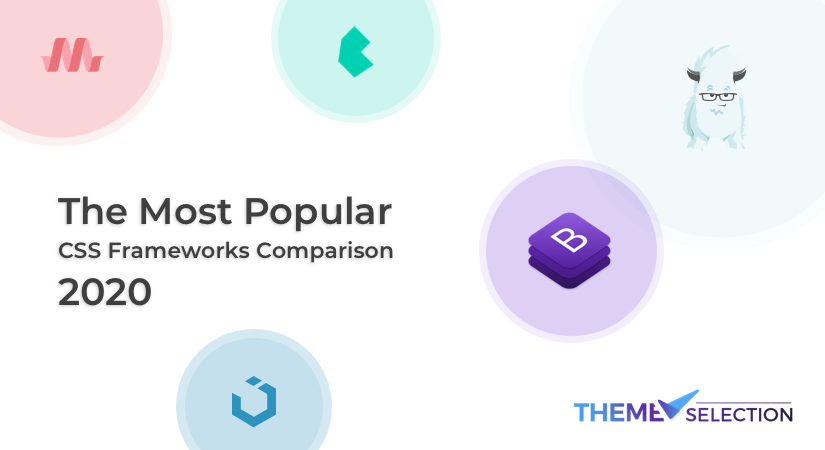 The Most Popular
CSS Frameworks Comparison
2020
B
THEME SELECTION